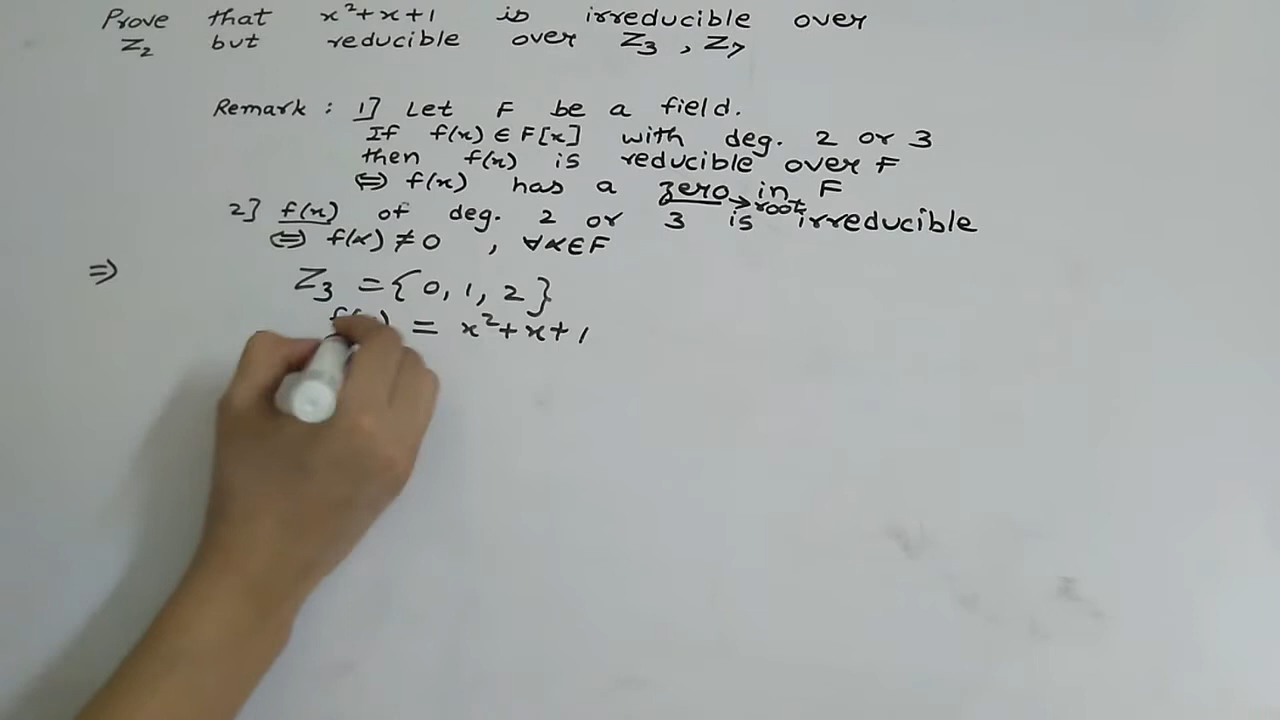 Prove that x²+x+1 is irreducible over
Z₂ but reducible over Z₃, Z₇
Remark : 1] Let F be a field.
If f(x) ∈ F[x] with deg. 2 or 3
then f(x) is reducible over F
⇔ f(x) has a zero → root in F
2] f(x) of deg. 2 or 3 is irreducible
⇔ f(α) ≠ 0 , ∀α∈F
⇒ Z₃ = {0, 1, 2}
= x²+x+1